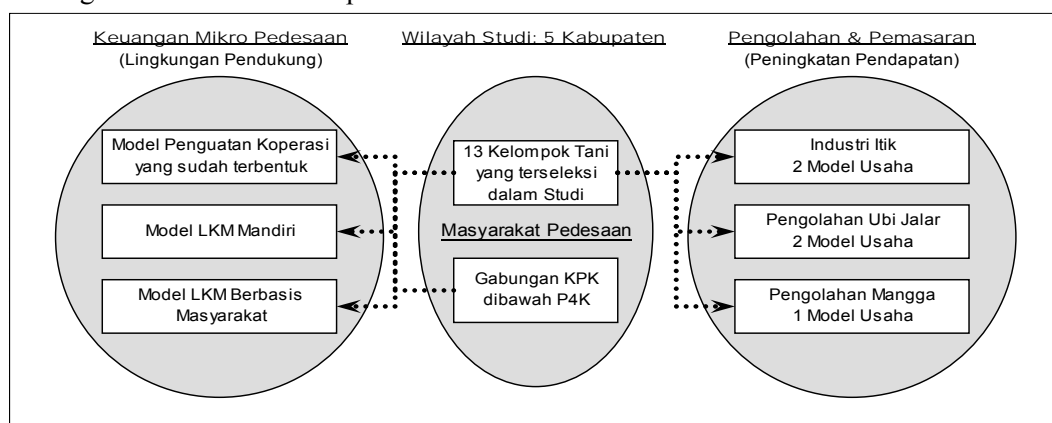 Keuangan Mikro Pedesaan
(Lingkungan Pendukung)
Model Penguatan Koperasi
yang sudah terbentuk
Model LKM Mandiri
Model LKM Berbasis
Masyarakat
Wilayah Studi: 5 Kabupaten
13 Kelompok Tani
yang terseleksi
dalam Studi
Masyarakat Pedesaan
Gabungan KPK
dibawah P4K
Pengolahan & Pemasaran
(Peningkatan Pendapatan)
Industri Itik
2 Model Usaha
Pengolahan Ubi Jalar
2 Model Usaha
Pengolahan Mangga
1 Model Usaha